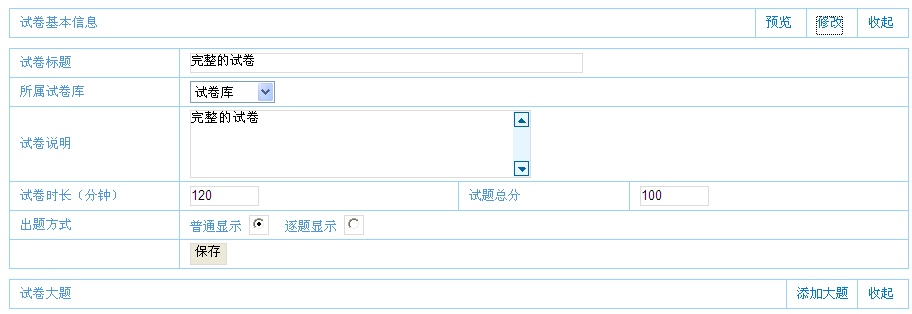 试卷基本信息 预览 修改 收起
试卷标题 完整的试卷
所属试卷库 试卷库
试卷说明 完整的试卷
试卷时长（分钟） 120 试题总分 100
出题方式 普通显示 逐题显示
保存
试卷大题 添加大题 收起